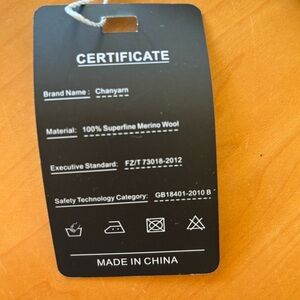 CERTIFICATE
Brand Name : Chanyarn
Material: 100% Superfine Merino Wool
Executive Standard: FZ/T 73018-2012
Safety Technology Category: GB18401-2010 B
MADE IN CHINA